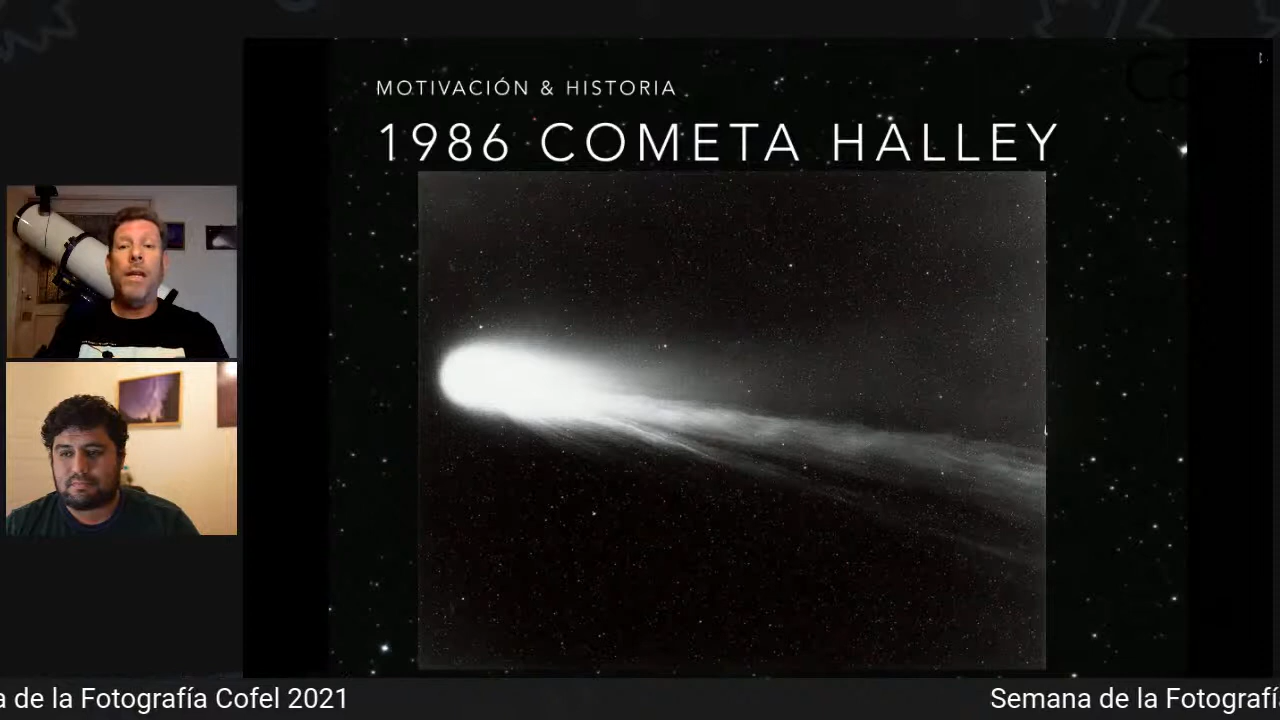 MOTIVACIÓN & HISTORIA
1986 COMETA HALLEY
a de la Fotografía Cofel 2021
Semana de la Fotografí